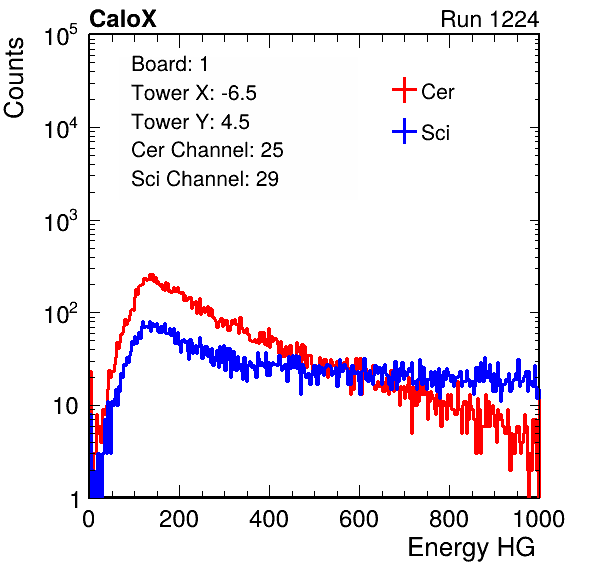 CaloX Run 1224
10^5
Counts
Board: 1
Tower X: -6.5
Tower Y: 4.5
Cer Channel: 25
Sci Channel: 29
Cer
Sci
10^4
10^3
10^2
10
1
0 200 400 600 800 1000
Energy HG